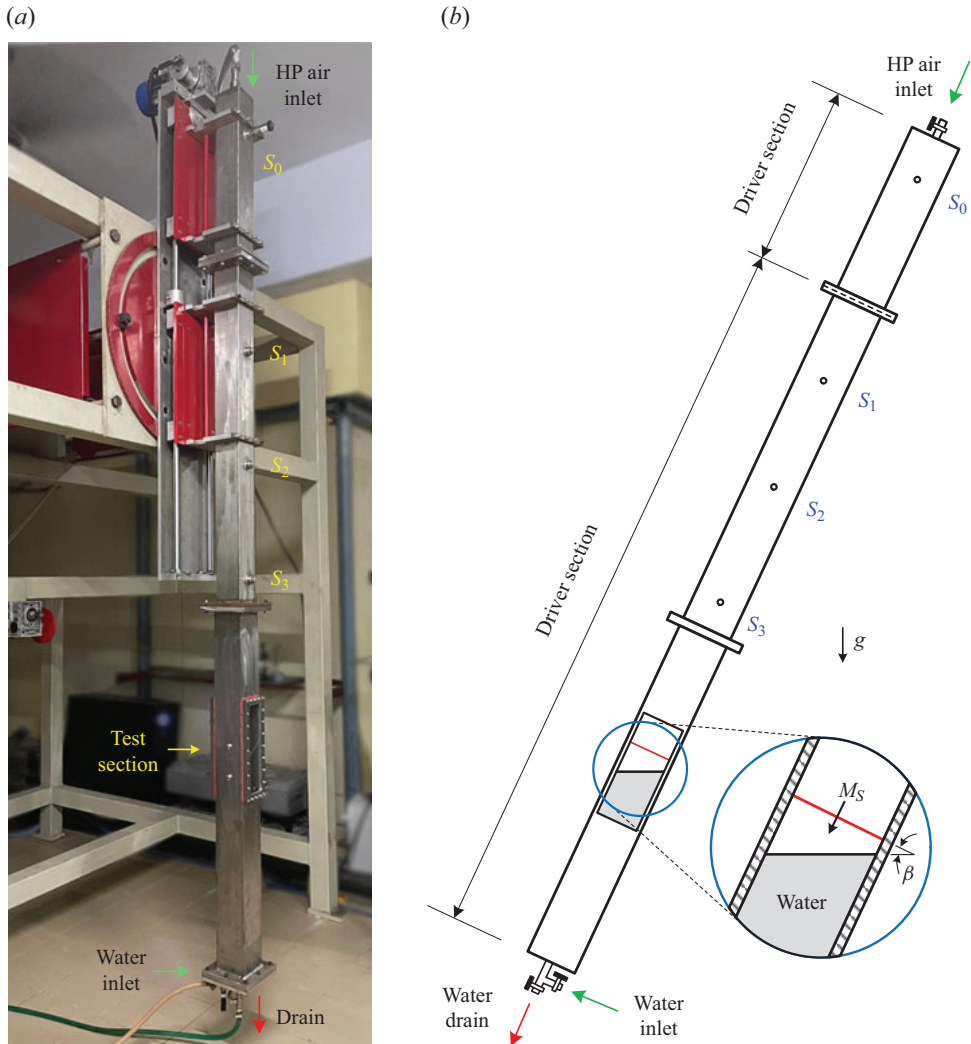 (a)
HP air
inlet
S0
S1
S2
S3
Test
section
Water
inlet
Drain
(b)
HP air
inlet
Driver section
S0
S1
S2
Driver section
S3
g
MS
β
Water
Water
drain
Water
inlet